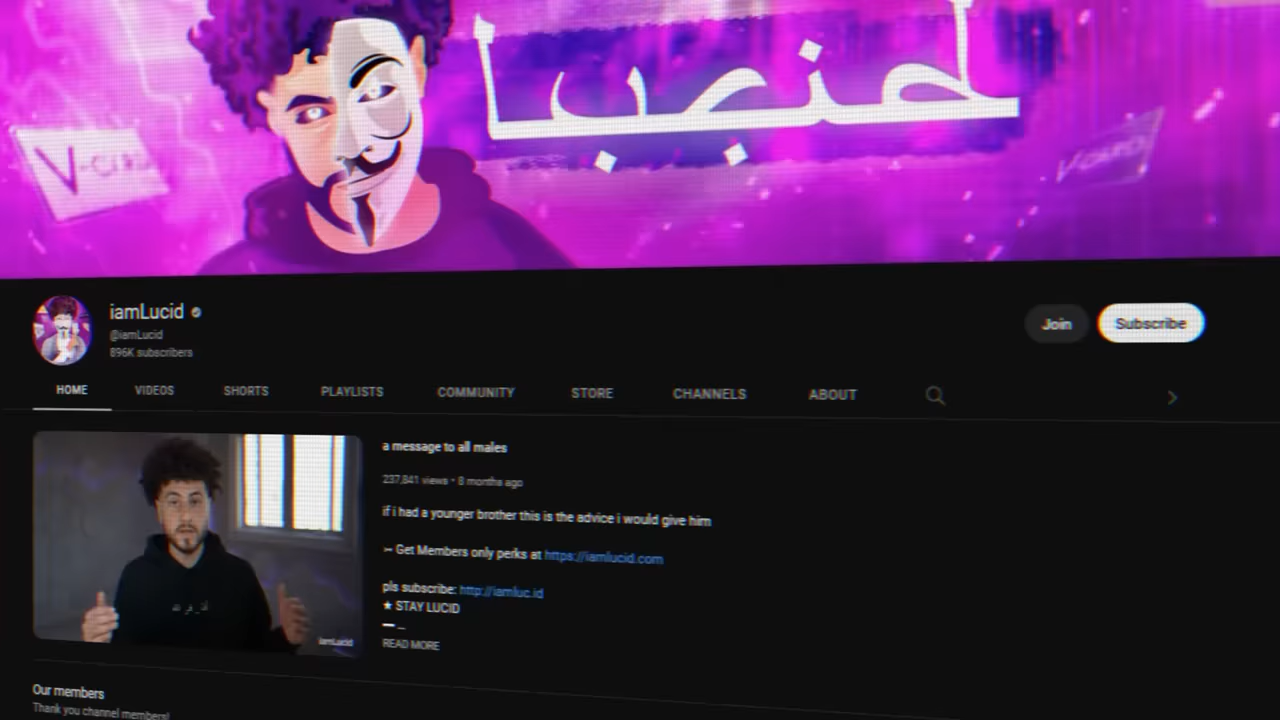 iamLucid
@iamLucid
896K subscribers
Join
Subscribe
HOME
VIDEOS
SHORTS
PLAYLISTS
COMMUNITY
STORE
CHANNELS
ABOUT
a message to all males
237,841 views • 8 months ago
if i had a younger brother this is the advice i would give him
➳ Get Members only perks at https://iamlucid.com
pls subscribe: http://iamluc.id
★ STAY LUCID
READ MORE
iamLucid
Our members
Thank you channel members!